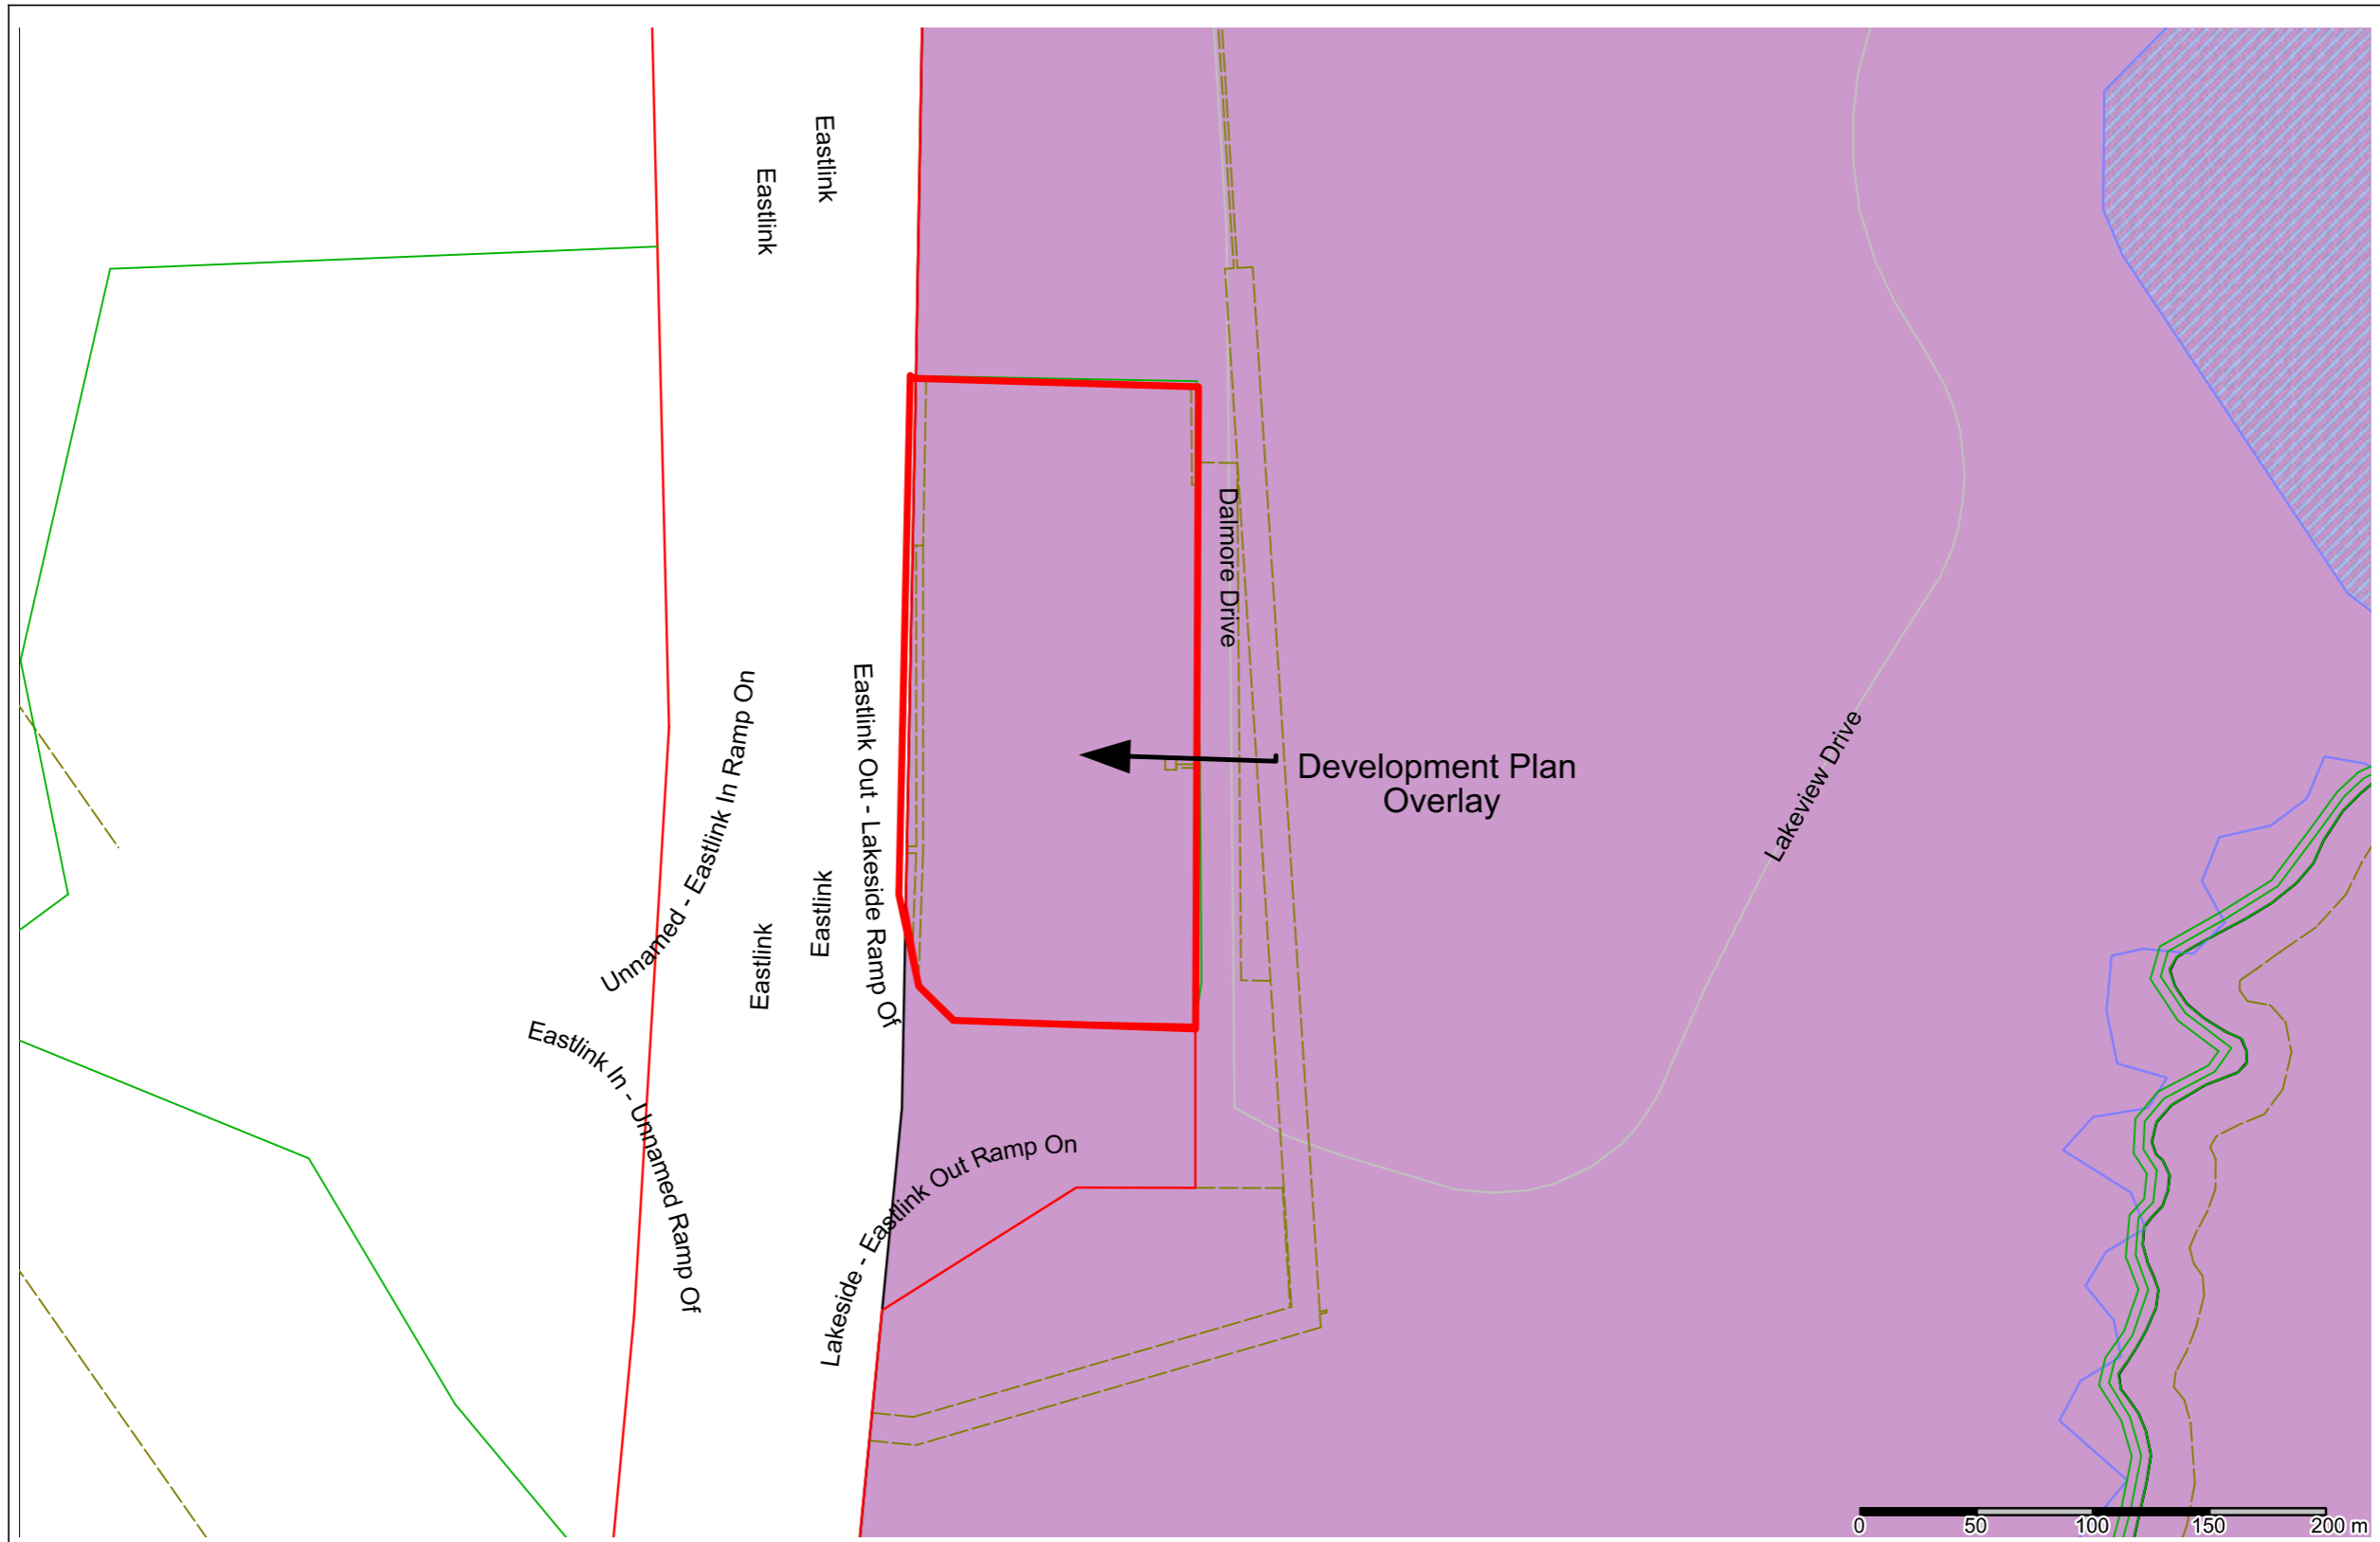 Eastlink
Eastlink
Dalmore Drive
Unnamed - Eastlink In Ramp On
Eastlink Out - Lakeside Ramp Of
Development Plan
Overlay
Lakeview Drive
Eastlink
Eastlink
Eastlink In - Unnamed Ramp Of
Lakeside - Eastlink Out Ramp On
0 50 100 150 200 m